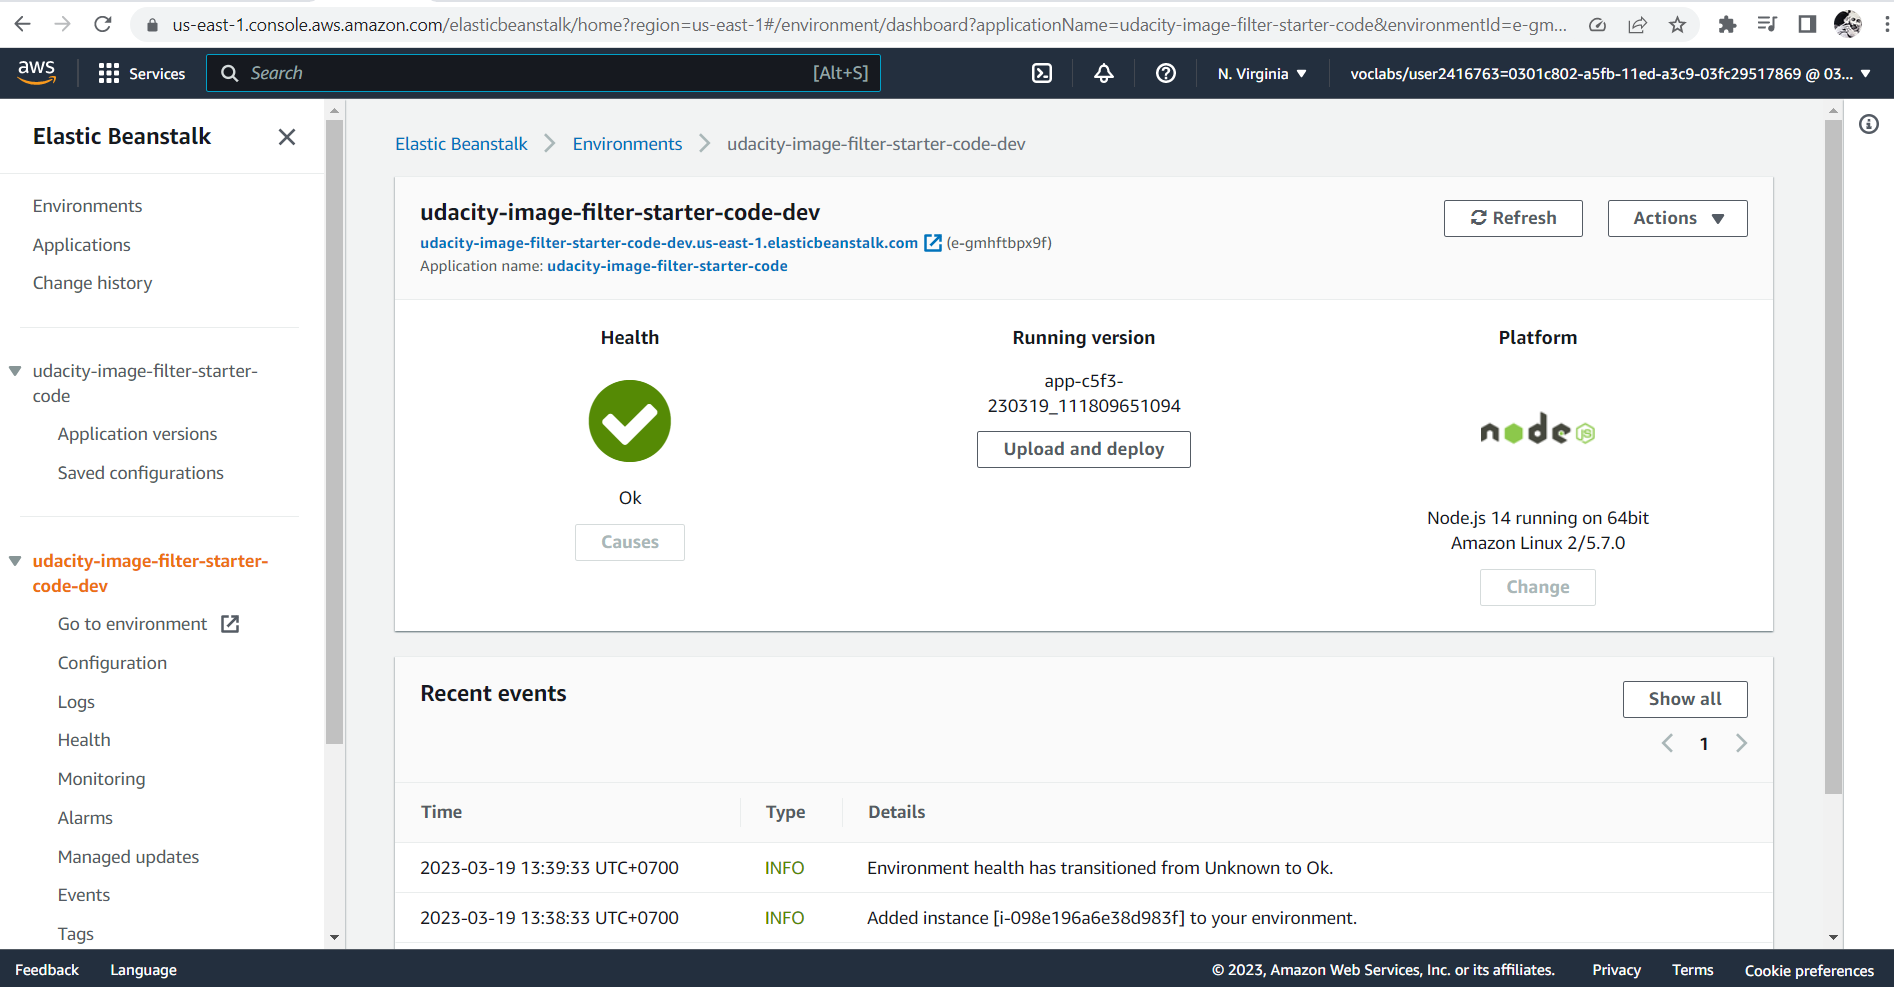 us-east-1.console.aws.amazon.com/elasticbeanstalk/home?region=us-east-1#/environment/dashboard?applicationName=udacity-image-filter-starter-code&environmentId=e-gm...
aws
Services
Search
[Alt+S]
N. Virginia
voclabs/user2416763=0301c802-a5fb-11ed-a3c9-03fc29517869 @ 03...
Elastic Beanstalk
Environments
Applications
Change history
udacity-image-filter-starter-
code
Application versions
Saved configurations
udacity-image-filter-starter-
code-dev
Go to environment
Configuration
Logs
Health
Monitoring
Alarms
Managed updates
Events
Tags
Elastic Beanstalk
Environments
udacity-image-filter-starter-code-dev
udacity-image-filter-starter-code-dev
udacity-image-filter-starter-code-dev.us-east-1.elasticbeanstalk.com (e-gmhftbpx9f)
Application name: udacity-image-filter-starter-code
Refresh
Actions
Health
Ok
Causes
Running version
app-c5f3-
230319_111809651094
Upload and deploy
Platform
node JS
Node.js 14 running on 64bit
Amazon Linux 2/5.7.0
Change
Recent events
Show all
1
Time Type Details
2023-03-19 13:39:33 UTC+0700 INFO Environment health has transitioned from Unknown to Ok.
2023-03-19 13:38:33 UTC+0700 INFO Added instance [i-098e196a6e38d983f] to your environment.
Feedback
Language
© 2023, Amazon Web Services, Inc. or its affiliates.
Privacy
Terms
Cookie preferences